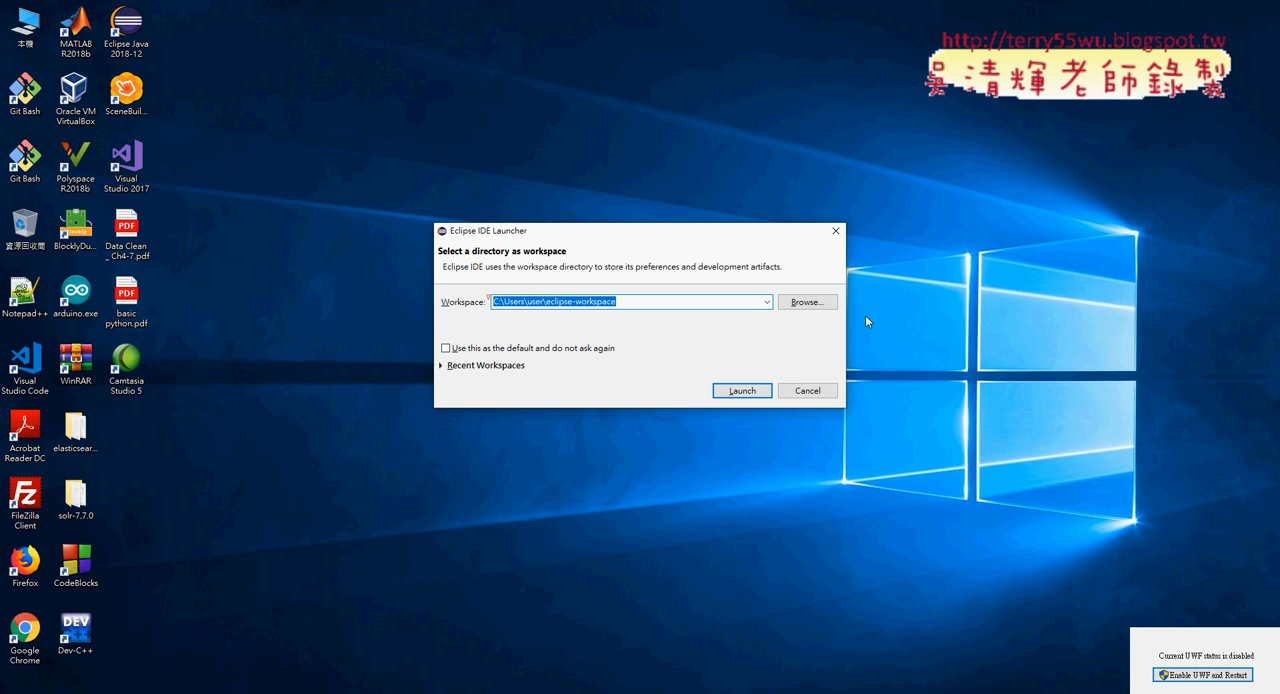 本機
MATLAB
R2018b
Eclipse Java
2018-12
Git Bash
Oracle VM
VirtualBox
SceneBuil...
Git Bash
Polyspace
R2018b
Visual
Studio 2017
資源回收筒
BlocklyDu...
Data Clean
_ Ch4-7.pdf
Notepad++
arduino.exe
basic
python.pdf
Visual
Studio Code
WinRAR
Camtasia
Studio 5
Acrobat
Reader DC
elasticsear...
FileZilla
Client
solr-7.7.0
Firefox
CodeBlocks
Google
Chrome
DEV
Dev-C++
http://terry55wu.blogspot.tw
吳清輝老師錄製
Eclipse IDE Launcher
Select a directory as workspace
Eclipse IDE uses the workspace directory to store its preferences and development artifacts.
Workspace: C:\Users\user\eclipse-workspace Browse...
Use this as the default and do not ask again
Recent Workspaces
Launch Cancel
Current UWF status is disabled
Enable UWF and Restart